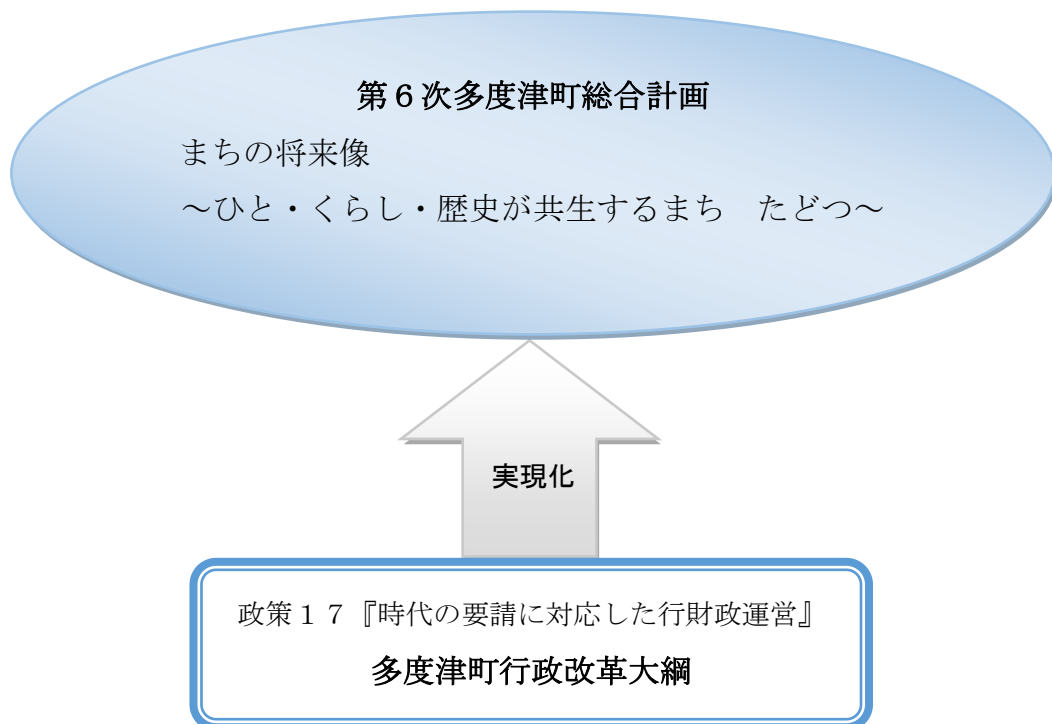 第６次多度津町総合計画
まちの将来像
～ひと・くらし・歴史が共生するまち　たどつ～
実現化
政策１７『時代の要請に対応した行財政運営』
多度津町行政改革大綱